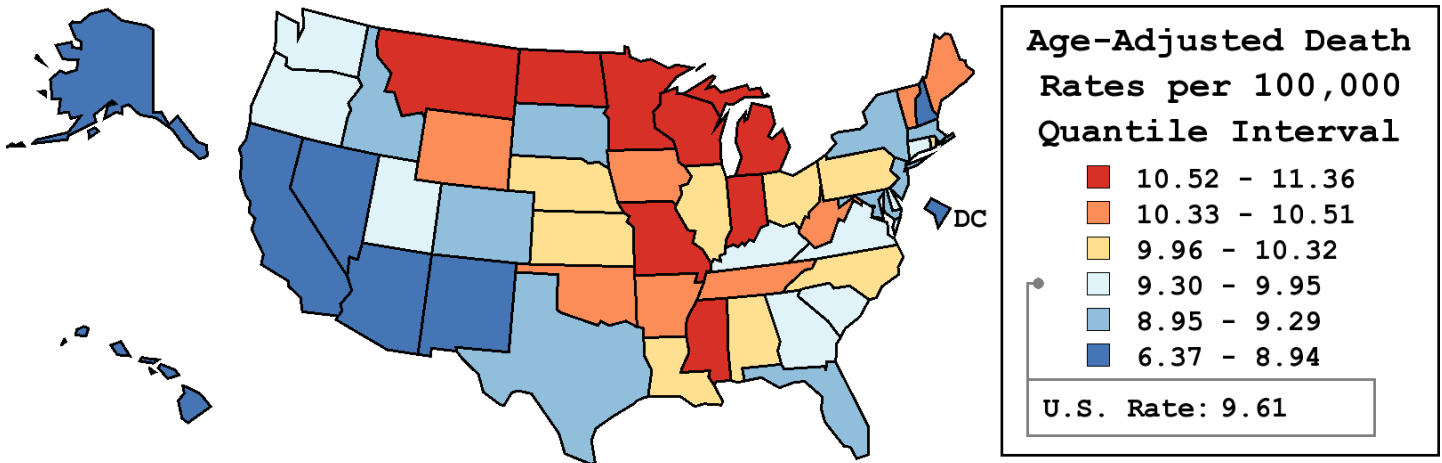 DC
Age-Adjusted Death
Rates per 100,000
Quantile Interval
10.52 - 11.36
10.33 - 10.51
9.96 - 10.32
9.30 - 9.95
8.95 - 9.29
6.37 - 8.94
U.S. Rate: 9.61